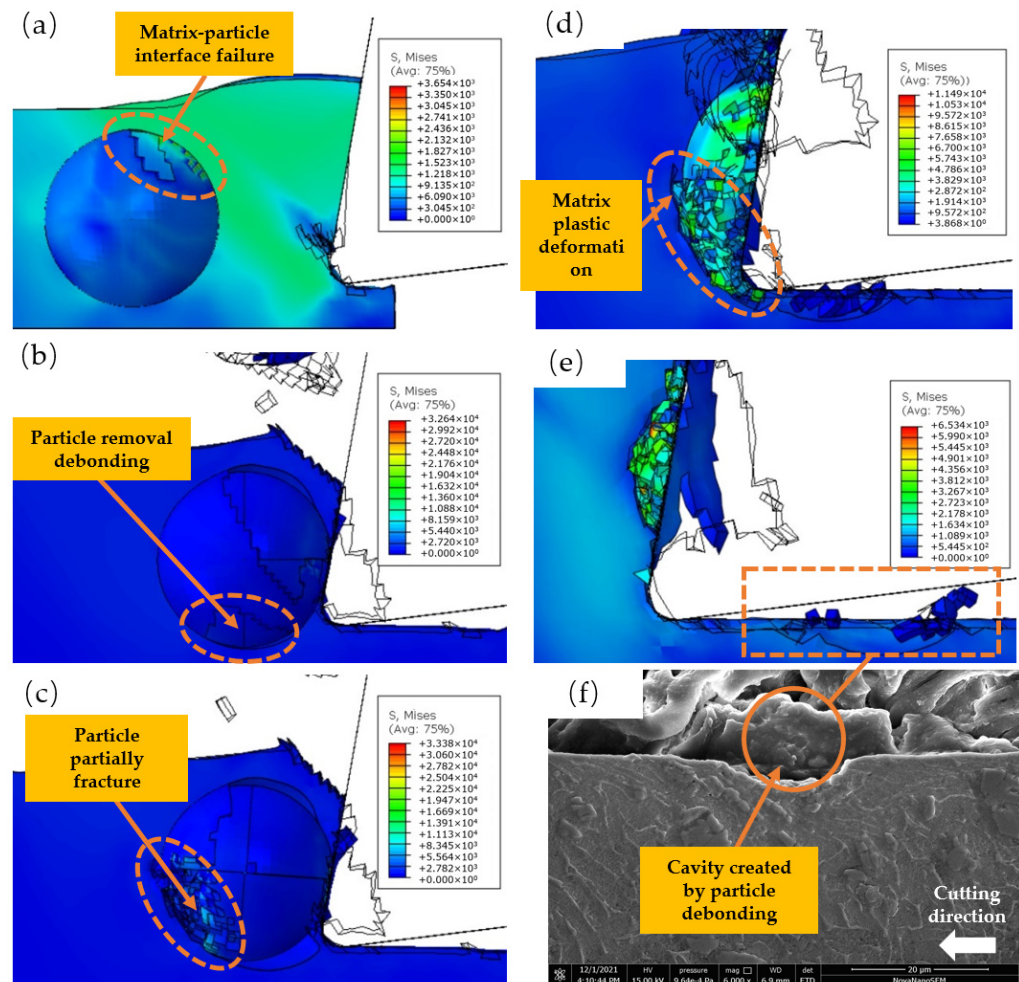 (a)
Matrix-particle
interface failure
S, Mises
(Avg: 75%)
+3.654×10³
+3.350×10³
+3.045×10³
+2.741×10³
+2.436×10³
+2.132×10³
+1.827×10³
+1.523×10³
+1.218×10³
+9.135×10²
+6.090×10³
+3.045×10²
+0.000×10⁰
(b)
Particle removal
debonding
S, Mises
(Avg: 75%)
+3.264×10⁴
+2.992×10⁴
+2.720×10⁴
+2.448×10⁴
+2.176×10⁴
+1.904×10⁴
+1.632×10⁴
+1.360×10⁴
+1.088×10⁴
+8.159×10³
+5.440×10³
+2.720×10³
+0.000×10⁰
(c)
Particle
partially
fracture
S, Mises
(Avg: 75%)
+3.338×10⁴
+3.060×10⁴
+2.782×10⁴
+2.504×10⁴
+2.225×10⁴
+1.947×10⁴
+1.669×10⁴
+1.391×10⁴
+1.113×10⁴
+8.345×10³
+5.564×10³
+2.782×10³
+0.000×10⁰
(d)
Matrix
plastic
deformati
on
S, Mises
(Avg: 75%))
+1.149×10⁴
+1.053×10⁴
+9.572×10³
+8.615×10³
+7.658×10³
+6.700×10³
+5.743×10³
+4.786×10³
+3.829×10³
+2.872×10²
+1.914×10³
+9.572×10²
+3.868×10⁰
(e)
S, Mises
(Avg: 75%)
+6.534×10³
+5.990×10³
+5.445×10³
+4.901×10³
+4.356×10³
+3.812×10³
+3.267×10³
+2.723×10³
+2.178×10³
+1.634×10³
+1.089×10³
+5.445×10²
+0.000×10⁰
(f)
Cavity created
by particle
debonding
Cutting
direction
12/1/2021 HV pressure mag WD det 20 µm
4:10:44 PM 15.00 kV 9.64e-4 Pa 6 000 x 6.9 mm ETD NovaNanoSEM